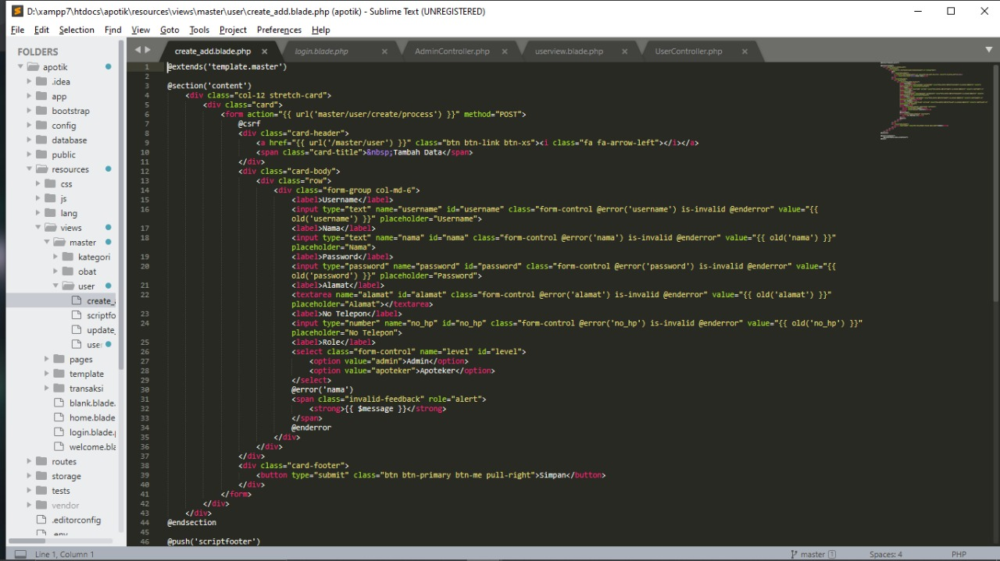 D:\xampp7\htdocs\apotik\resources\views\master\user\create_add.blade.php (apotik) - Sublime Text (UNREGISTERED)
File Edit Selection Find View Goto Tools Project Preferences Help
FOLDERS
apotik
.idea
app
bootstrap
config
database
public
resources
css
js
lang
views
master
kategori
obat
user
create_a
scriptfo
update_
user
pages
template
transaksi
blank.blade.
home.blade
login.blade.p
welcome.bla
routes
storage
tests
vendor
.editorconfig
.env
create_add.blade.php login.blade.php AdminController.php userview.blade.php UserController.php
1 @extends('template.master')
2
3 @section('content')
4 <div class="col-12 stretch-card">
5 <div class="card">
6 <form action="{{ url('master/user/create/process') }}" method="POST">
7 @csrf
8 <div class="card-header">
9 <a href="{{ url('/master/user') }}" class="btn btn-link btn-xs"><i class="fa fa-arrow-left"></i></a>
10 <span class="card-title">&nbsp;Tambah Data</span>
11 </div>
12 <div class="card-body">
13 <div class="row">
14 <div class="form-group col-md-6">
15 <label>Username</label>
16 <input type="text" name="username" id="username" class="form-control @error('username') is-invalid @enderror" value="{{
old('username') }}" placeholder="Username">
17 <label>Nama</label>
18 <input type="text" name="nama" id="nama" class="form-control @error('nama') is-invalid @enderror" value="{{ old('nama') }}"
placeholder="Nama">
19 <label>Password</label>
20 <input type="password" name="password" id="password" class="form-control @error('password') is-invalid @enderror" value="{{
old('password') }}" placeholder="Password">
21 <label>Alamat</label>
22 <textarea name="alamat" id="alamat" class="form-control @error('alamat') is-invalid @enderror" value="{{ old('alamat') }}"
placeholder="Alamat"></textarea>
23 <label>No Telepon</label>
24 <input type="number" name="no_hp" id="no_hp" class="form-control @error('no_hp') is-invalid @enderror" value="{{ old('no_hp') }}"
placeholder="No Telepon">
25 <label>Role</label>
26 <select class="form-control" name="level" id="level">
27 <option value="admin">Admin</option>
28 <option value="apoteker">Apoteker</option>
29 </select>
30 @error('nama')
31 <span class="invalid-feedback" role="alert">
32 <strong>{{ $message }}</strong>
33 </span>
34 @enderror
35 </div>
36 </div>
37 </div>
38 <div class="card-footer">
39 <button type="submit" class="btn btn-primary btn-me pull-right">Simpan</button>
40 </div>
41 </form>
42 </div>
43 </div>
44 @endsection
45
46 @push('scriptfooter')
Line 1, Column 1 master 1 Spaces: 4 PHP